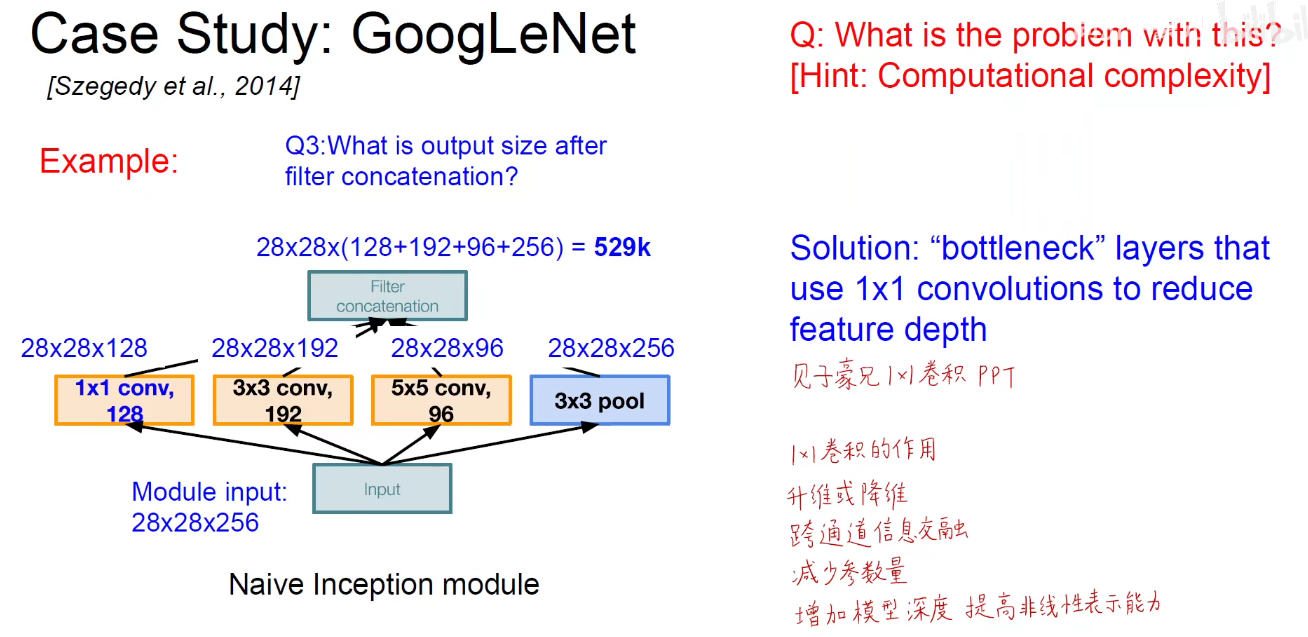 Case Study: GoogLeNet
[Szegedy et al., 2014]
Example:
Q3:What is output size after
filter concatenation?
28x28x(128+192+96+256) = 529k
Filter
concatenation
28x28x128
28x28x192
28x28x96
28x28x256
1x1 conv,
128
3x3 conv,
192
5x5 conv,
96
3x3 pool
Input
Module input:
28x28x256
Naive Inception module
Q: What is the problem with this?
[Hint: Computational complexity]
Solution: “bottleneck” layers that
use 1x1 convolutions to reduce
feature depth
见子豪兄 1×1卷积 PPT
1×1卷积的作用
升维或降维
跨通道信息交融
减少参数量
增加模型深度 提高非线性表示能力